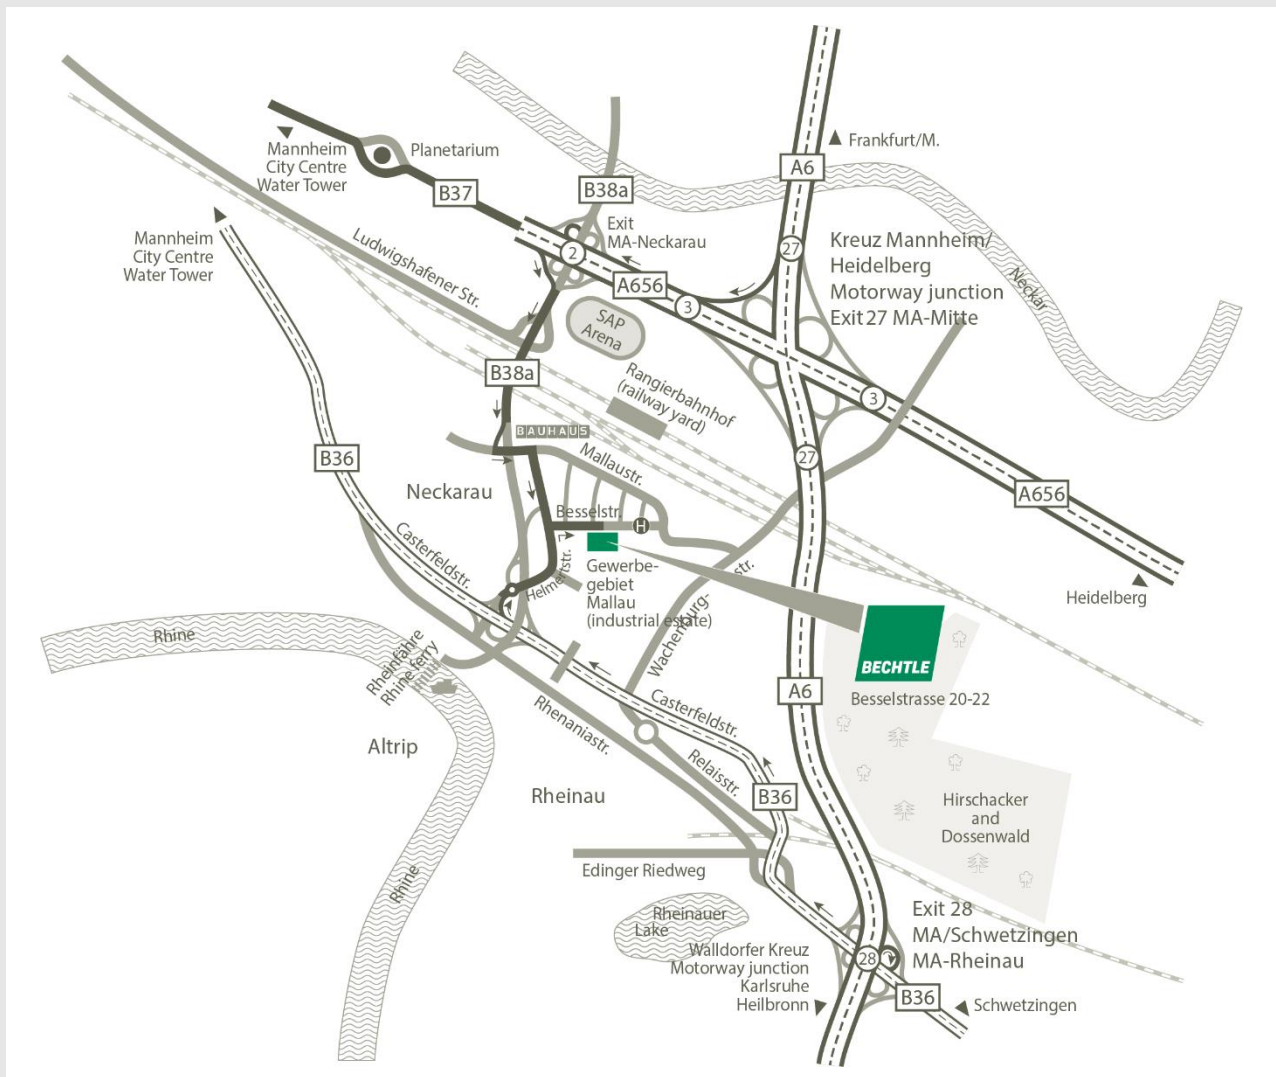 Frankfurt/M.
A6
Mannheim
City Centre
Water Tower
Planetarium
B37
B38a
Exit
MA-Neckarau
Mannheim
City Centre
Water Tower
Ludwigshafener Str.
2
A656
3
27
Kreuz Mannheim/
Heidelberg
Motorway junction
Exit 27 MA-Mitte
Neckar
SAP
Arena
B38a
Rangierbahnhof
(railway yard)
3
BAUHAUS
27
B36
Mallaustr.
Neckarau
A656
Besselstr.
H
Casterfeldstr.
Helmertstr.
Gewerbe-
gebiet
Mallau
(industrial estate)
Wachenburg-
str.
Heidelberg
Rhine
Rheinfähre
Rhine ferry
BECHTLE
Besselstrasse 20-22
A6
Casterfeldstr.
Rhenaniastr.
Altrip
Relaisstr.
Rheinau
B36
Hirschacker
and
Dossenwald
Edinger Riedweg
Rhine
Rheinauer
Lake
Exit 28
MA/Schwetzingen
MA-Rheinau
Walldorfer Kreuz
Motorway junction
Karlsruhe
Heilbronn
28
B36
Schwetzingen